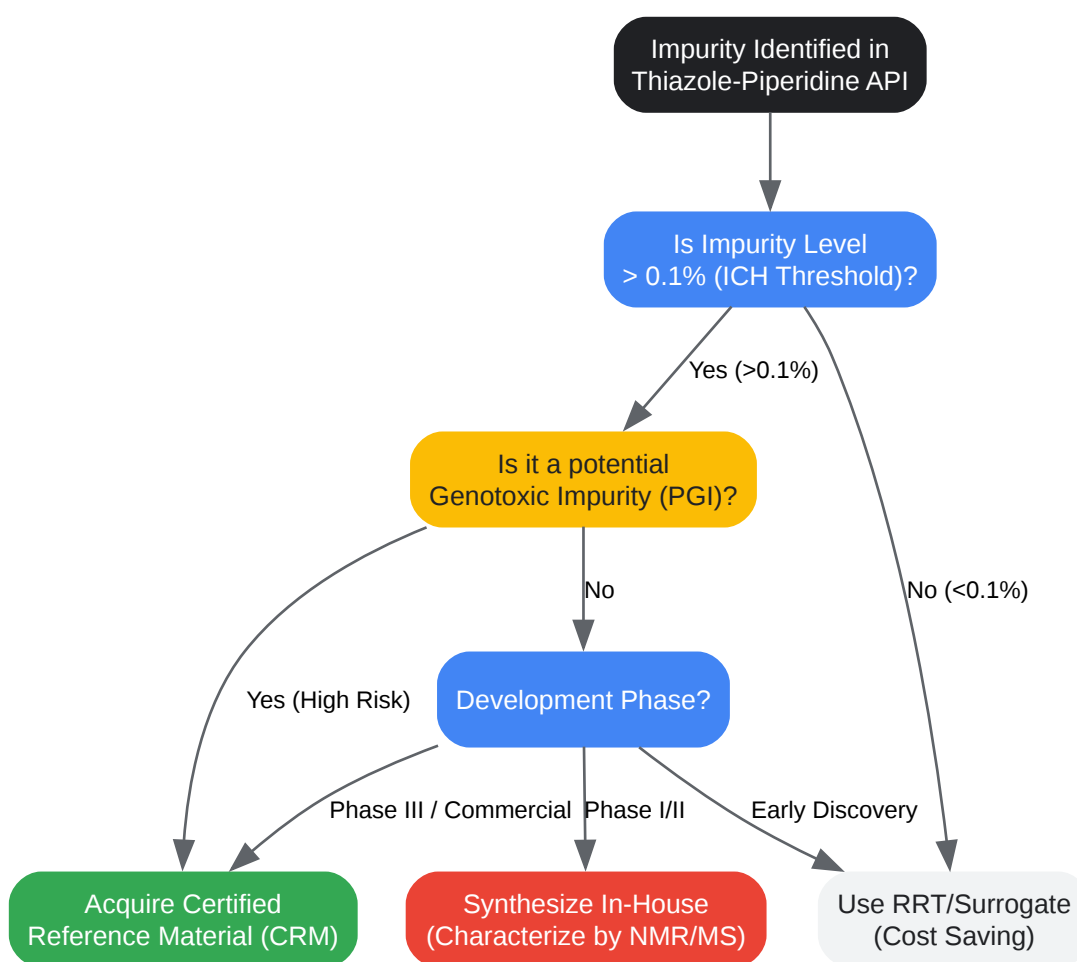 Impurity Identified in
Thiazole-Piperidine API
Is Impurity Level
> 0.1% (ICH Threshold)?
Yes (>0.1%)
Is it a potential
Genotoxic Impurity (PGI)?
No
No (<0.1%)
Yes (High Risk)
Development Phase?
Phase III / Commercial
Phase I/II
Early Discovery
Acquire Certified
Reference Material (CRM)
Synthesize In-House
(Characterize by NMR/MS)
Use RRT/Surrogate
(Cost Saving)